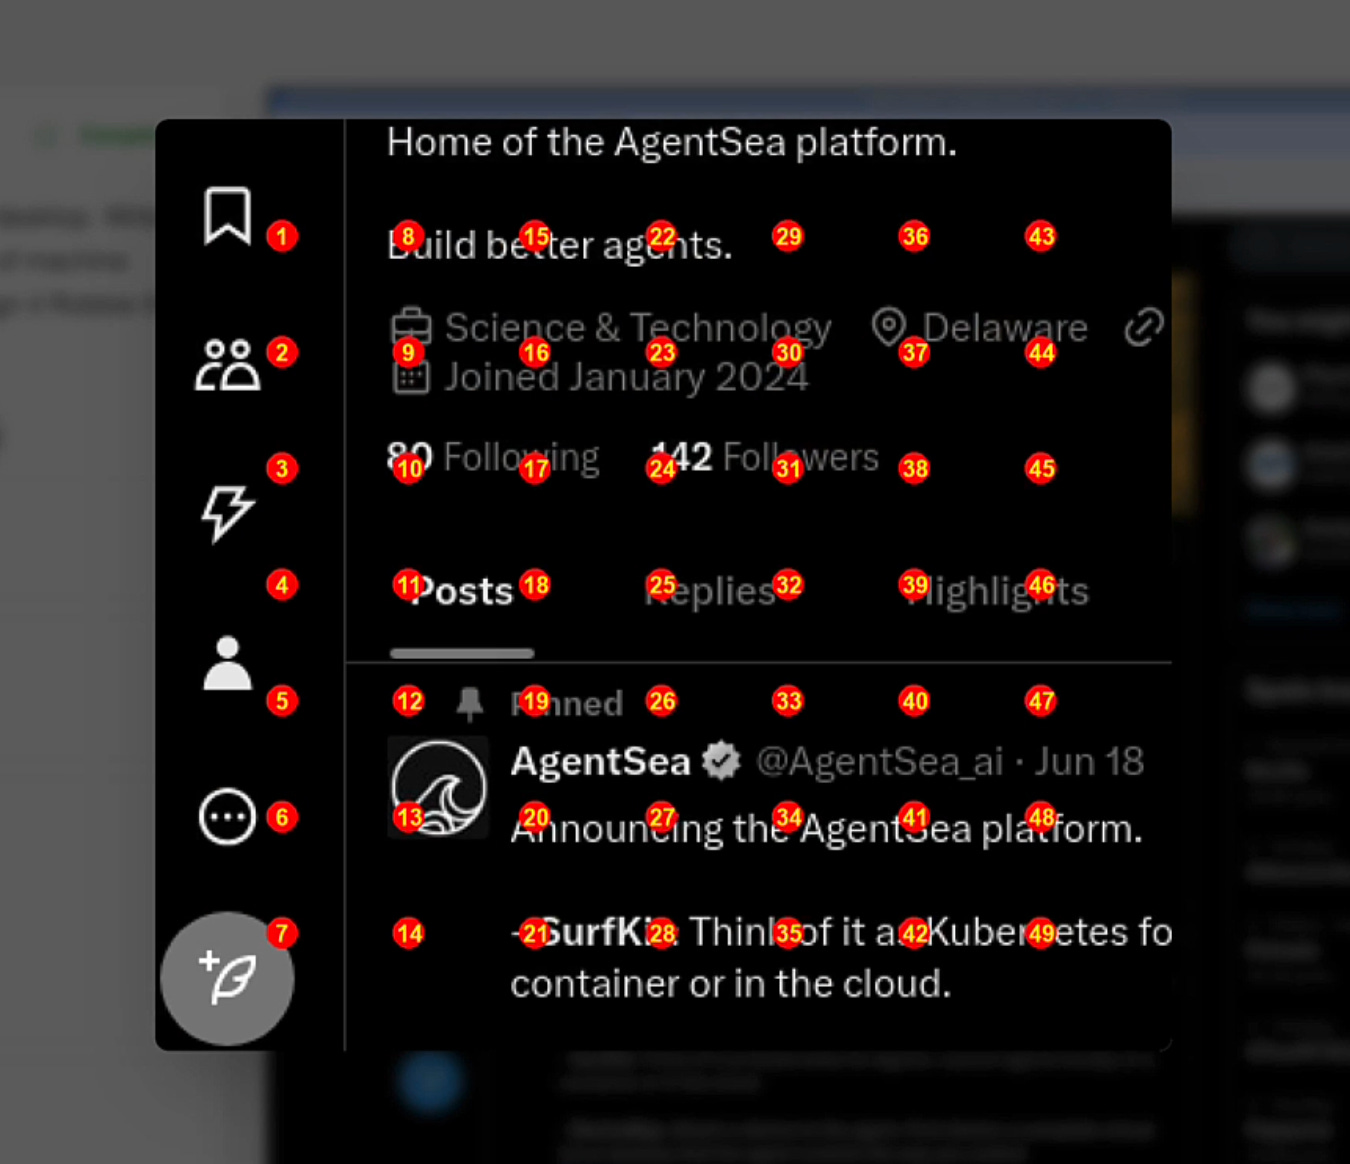 Home of the AgentSea platform.
Build better agents.
Science & Technology Delaware
Joined January 2024
80 Following 142 Followers
Posts Replies Highlights
Pinned
AgentSea @AgentSea_ai · Jun 18
Announcing the AgentSea platform.
- SurfKit. Think of it as Kubernetes fo
container or in the cloud.
1 8 15 22 29 36 43
2 9 16 23 30 37 44
3 10 17 24 31 38 45
4 11 18 25 32 39 46
5 12 19 26 33 40 47
6 13 20 27 34 41 48
7 14 21 28 35 42 49